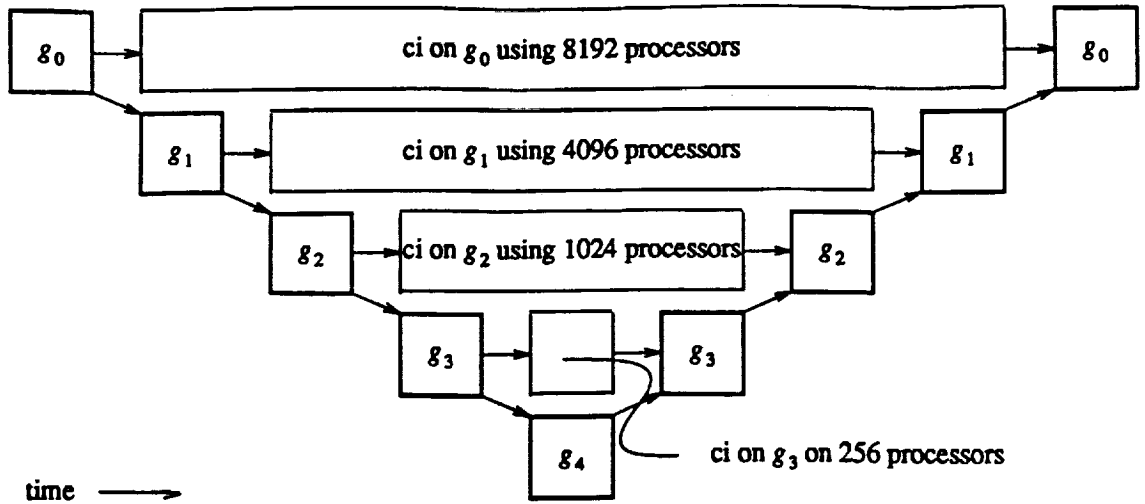 g0 ci on g0 using 8192 processors g0
g1 ci on g1 using 4096 processors g1
g2 ci on g2 using 1024 processors g2
g3 g3
g4 ci on g3 on 256 processors
time